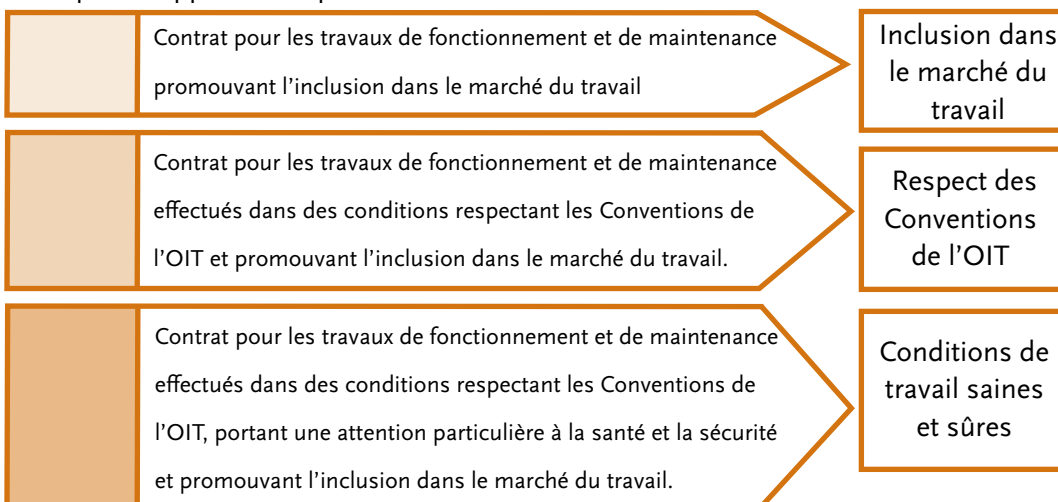 Contrat pour les travaux de fonctionnement et de maintenance
promouvant l'inclusion dans le marché du travail
Inclusion dans
le marché du
travail
Contrat pour les travaux de fonctionnement et de maintenance
effectués dans des conditions respectant les Conventions de
l'OIT et promouvant l'inclusion dans le marché du travail.
Respect des
Conventions
de l'OIT
Contrat pour les travaux de fonctionnement et de maintenance
effectués dans des conditions respectant les Conventions de
l'OIT, portant une attention particulière à la santé et la sécurité
et promouvant l'inclusion dans le marché du travail.
Conditions de
travail saines
et sûres